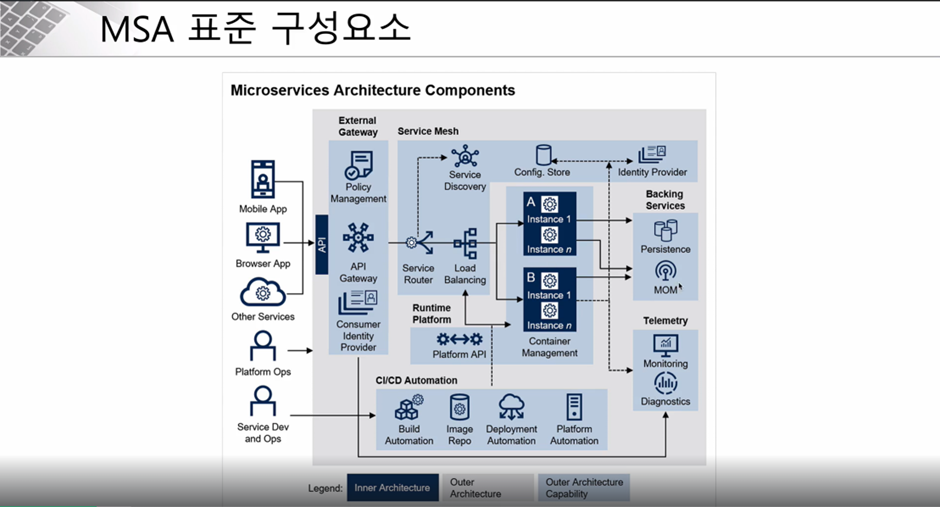 MSA 표준 구성요소
Microservices Architecture Components
External
Gateway
Service Mesh
Policy
Management
Service
Discovery
Config. Store
Identity Provider
Mobile App
Browser App
Other Services
Platform Ops
Service Dev
and Ops
API
API
Gateway
Consumer
Identity
Provider
Service
Router
Load
Balancing
A
Instance 1
Instance n
B
Instance 1
Instance n
Container
Management
Backing
Services
Persistence
MOM
Runtime
Platform
Platform API
Telemetry
Monitoring
Diagnostics
CI/CD Automation
Build
Automation
Image
Repo
Deployment
Automation
Platform
Automation
Legend:
Inner Architecture
Outer
Architecture
Outer Architecture
Capability